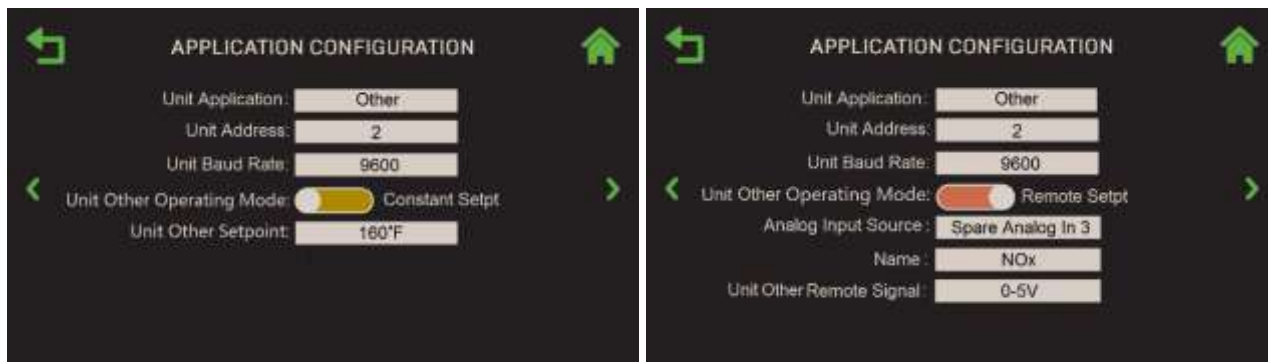 APPLICATION CONFIGURATION
Unit Application: Other
Unit Address: 2
Unit Baud Rate: 9600
Unit Other Operating Mode: Constant Setpt
Unit Other Setpoint: 160°F
APPLICATION CONFIGURATION
Unit Application: Other
Unit Address: 2
Unit Baud Rate: 9600
Unit Other Operating Mode: Remote Setpt
Analog Input Source : Spare Analog In 3
Name : NOx
Unit Other Remote Signal: 0-5V